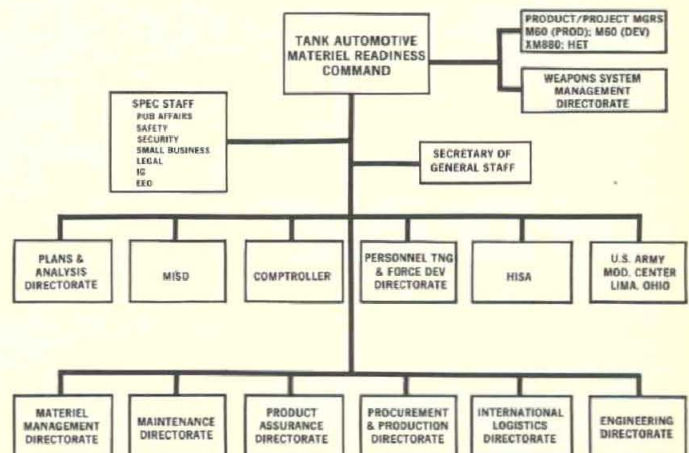 TANK AUTOMOTIVE
MATERIEL READINESS
COMMAND
PRODUCT/PROJECT MGRS
M60 (PROD); M60 (DEV)
XM880; HET
WEAPONS SYSTEM
MANAGEMENT
DIRECTORATE
SPEC STAFF
PUB AFFAIRS
SAFETY
SECURITY
SMALL BUSINESS
LEGAL
IG
EEO
SECRETARY OF
GENERAL STAFF
PLANS &
ANALYSIS
DIRECTORATE
MISD
COMPTROLLER
PERSONNEL TNG
& FORCE DEV
DIRECTORATE
HISA
U.S. ARMY
MOD. CENTER
LIMA, OHIO
MATERIEL
MANAGEMENT
DIRECTORATE
MAINTENANCE
DIRECTORATE
PRODUCT
ASSURANCE
DIRECTORATE
PROCUREMENT
& PRODUCTION
DIRECTORATE
INTERNATIONAL
LOGISTICS
DIRECTORATE
ENGINEERING
DIRECTORATE